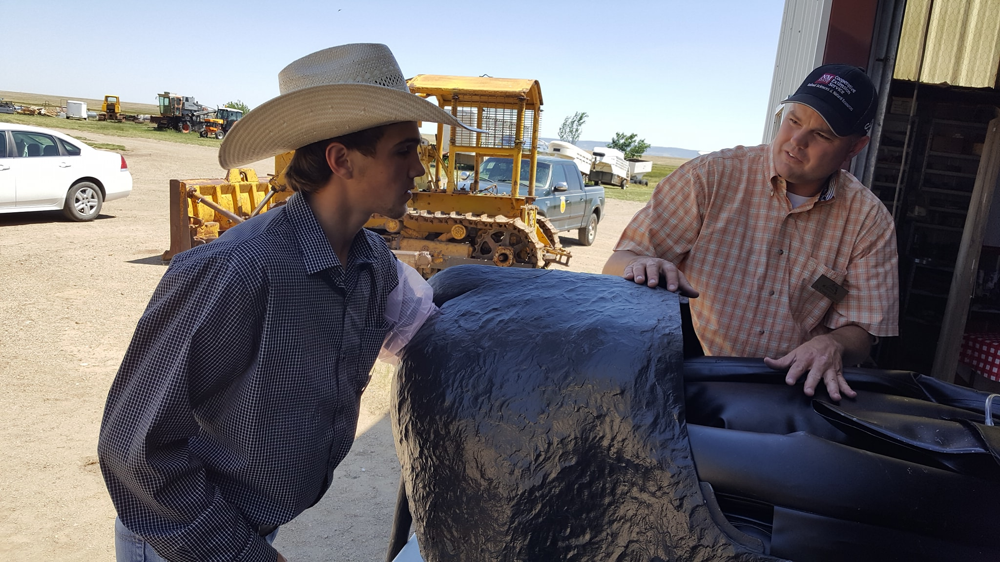 NM
STATE
Cooperative
Extension
Service
Animal Sciences & Natural Resources